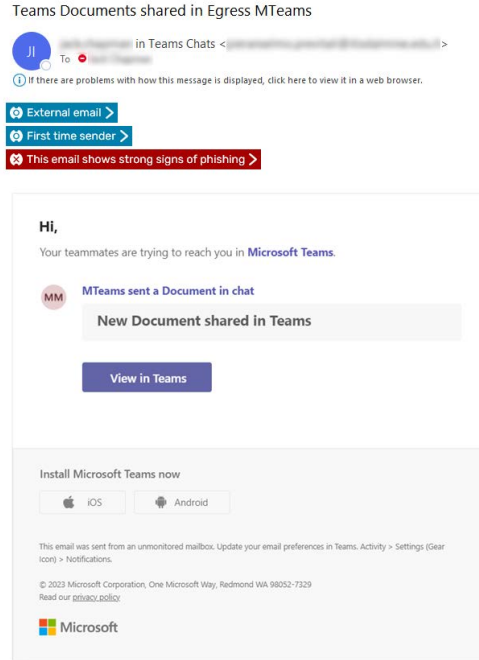 Teams Documents shared in Egress MTeams
JI
in Teams Chats < >
To
If there are problems with how this message is displayed, click here to view it in a web browser.
External email
First time sender
This email shows strong signs of phishing
Hi,
Your teammates are trying to reach you in Microsoft Teams.
MM
MTeams sent a Document in chat
New Document shared in Teams
View in Teams
Install Microsoft Teams now
iOS
Android
This email was sent from an unmonitored mailbox. Update your email preferences in Teams. Activity > Settings (Gear
Icon) > Notifications.
© 2023 Microsoft Corporation, One Microsoft Way, Redmond WA 98052-7329
Read our privacy policy
Microsoft